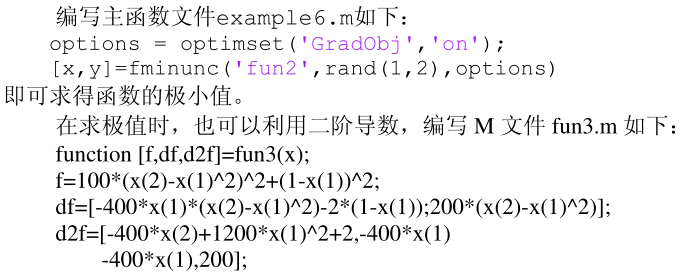 编写主函数文件example6.m如下：
options = optimset('GradObj','on');
[x,y]=fminunc('fun2',rand(1,2),options)
即可求得函数的极小值。
在求极值时，也可以利用二阶导数，编写 M 文件 fun3.m 如下：
function [f,df,d2f]=fun3(x);
f=100*(x(2)-x(1)^2)^2+(1-x(1))^2;
df=[-400*x(1)*(x(2)-x(1)^2)-2*(1-x(1));200*(x(2)-x(1)^2)];
d2f=[-400*x(2)+1200*x(1)^2+2,-400*x(1)
-400*x(1),200];